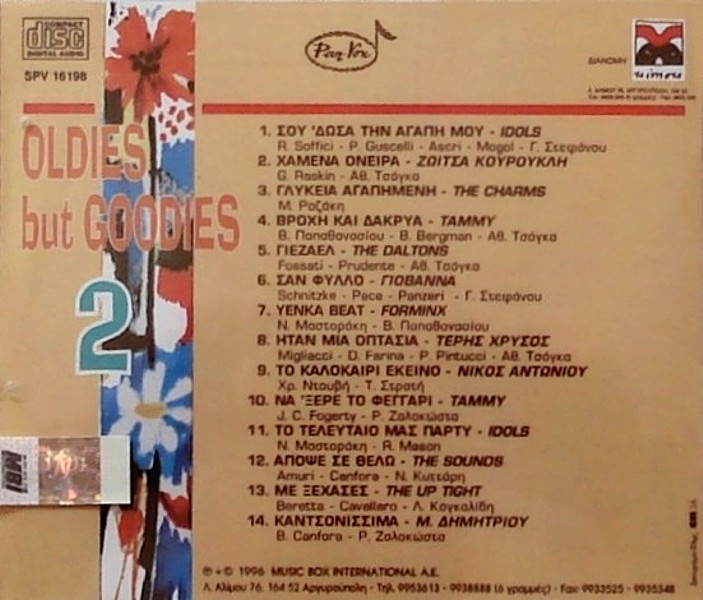 COMPACT
disc
DIGITAL AUDIO
SPV 16198
Pan Vox
ΔΙΑΝΟΜΗ
OLDIES
but GOODIES
2
1. ΣΟΥ 'ΔΩΣΑ ΤΗΝ ΑΓΑΠΗ ΜΟΥ - IDOLS
R. Soffici - P. Guscelli - Ascri - Mogol - Γ. Στεφάνου
2. ΧΑΜΕΝΑ ΟΝΕΙΡΑ - ΖΩΙΤΣΑ ΚΟΥΡΟΥΚΛΗ
G. Raskin - Αθ. Τσόγκα
3. ΓΛΥΚΕΙΑ ΑΓΑΠΗΜΕΝΗ - THE CHARMS
Μ. Ροζάκη
4. ΒΡΟΧΗ ΚΑΙ ΔΑΚΡΥΑ - TAMMY
Β. Παπαθανασίου - B. Bergman - Αθ. Τσόγκα
5. ΓΙΕΖΑΕΛ - THE DALTONS
Fossati - Prudente - Αθ. Τσόγκα
6. ΣΑΝ ΦΥΛΛΟ - ΓΙΟΒΑΝΝΑ
Schnitzke - Pace - Panzeri - Γ. Στεφάνου
7. ΥΕΝΚΑ BEAT - FORMINX
Ν. Μαστοράκη - Β. Παπαθανασίου
8. ΗΤΑΝ ΜΙΑ ΟΠΤΑΣΙΑ - ΤΕΡΗΣ ΧΡΥΣΟΣ
Migliacci - D. Farina - P. Pintucci - Αθ. Τσόγκα
9. ΤΟ ΚΑΛΟΚΑΙΡΙ ΕΚΕΙΝΟ - ΝΙΚΟΣ ΑΝΤΩΝΙΟΥ
Χρ. Ντουβή - Τ. Στρατή
10. ΝΑ 'ΞΕΡΕ ΤΟ ΦΕΓΓΑΡΙ - TAMMY
J. C. Fogerty - Ρ. Ζαλοκώστα
11. ΤΟ ΤΕΛΕΥΤΑΙΟ ΜΑΣ ΠΑΡΤΥ - IDOLS
Ν. Μαστοράκη - R. Mason
12. ΑΠΟΨΕ ΣΕ ΘΕΛΩ - THE SOUNDS
Amuri - Canfora - Ν. Κυττάρη
13. ΜΕ ΞΕΧΑΣΕΣ - THE UP TIGHT
Beretta - Cavallaro - Λ. Κογκαλίδη
14. ΚΑΝΤΣΟΝΙΣΣΙΜΑ - Μ. ΔΗΜΗΤΡΙΟΥ
B. Canfora - Ρ. Ζαλοκώστα
℗ + © 1996 MUSIC BOX INTERNATIONAL A.E.
Λ. Αλίμου 76, 164 52 Αργυρούπολη - Τηλ. 9953613 - 9938888 (6 γραμμές) - Fax: 9933525 - 9935348